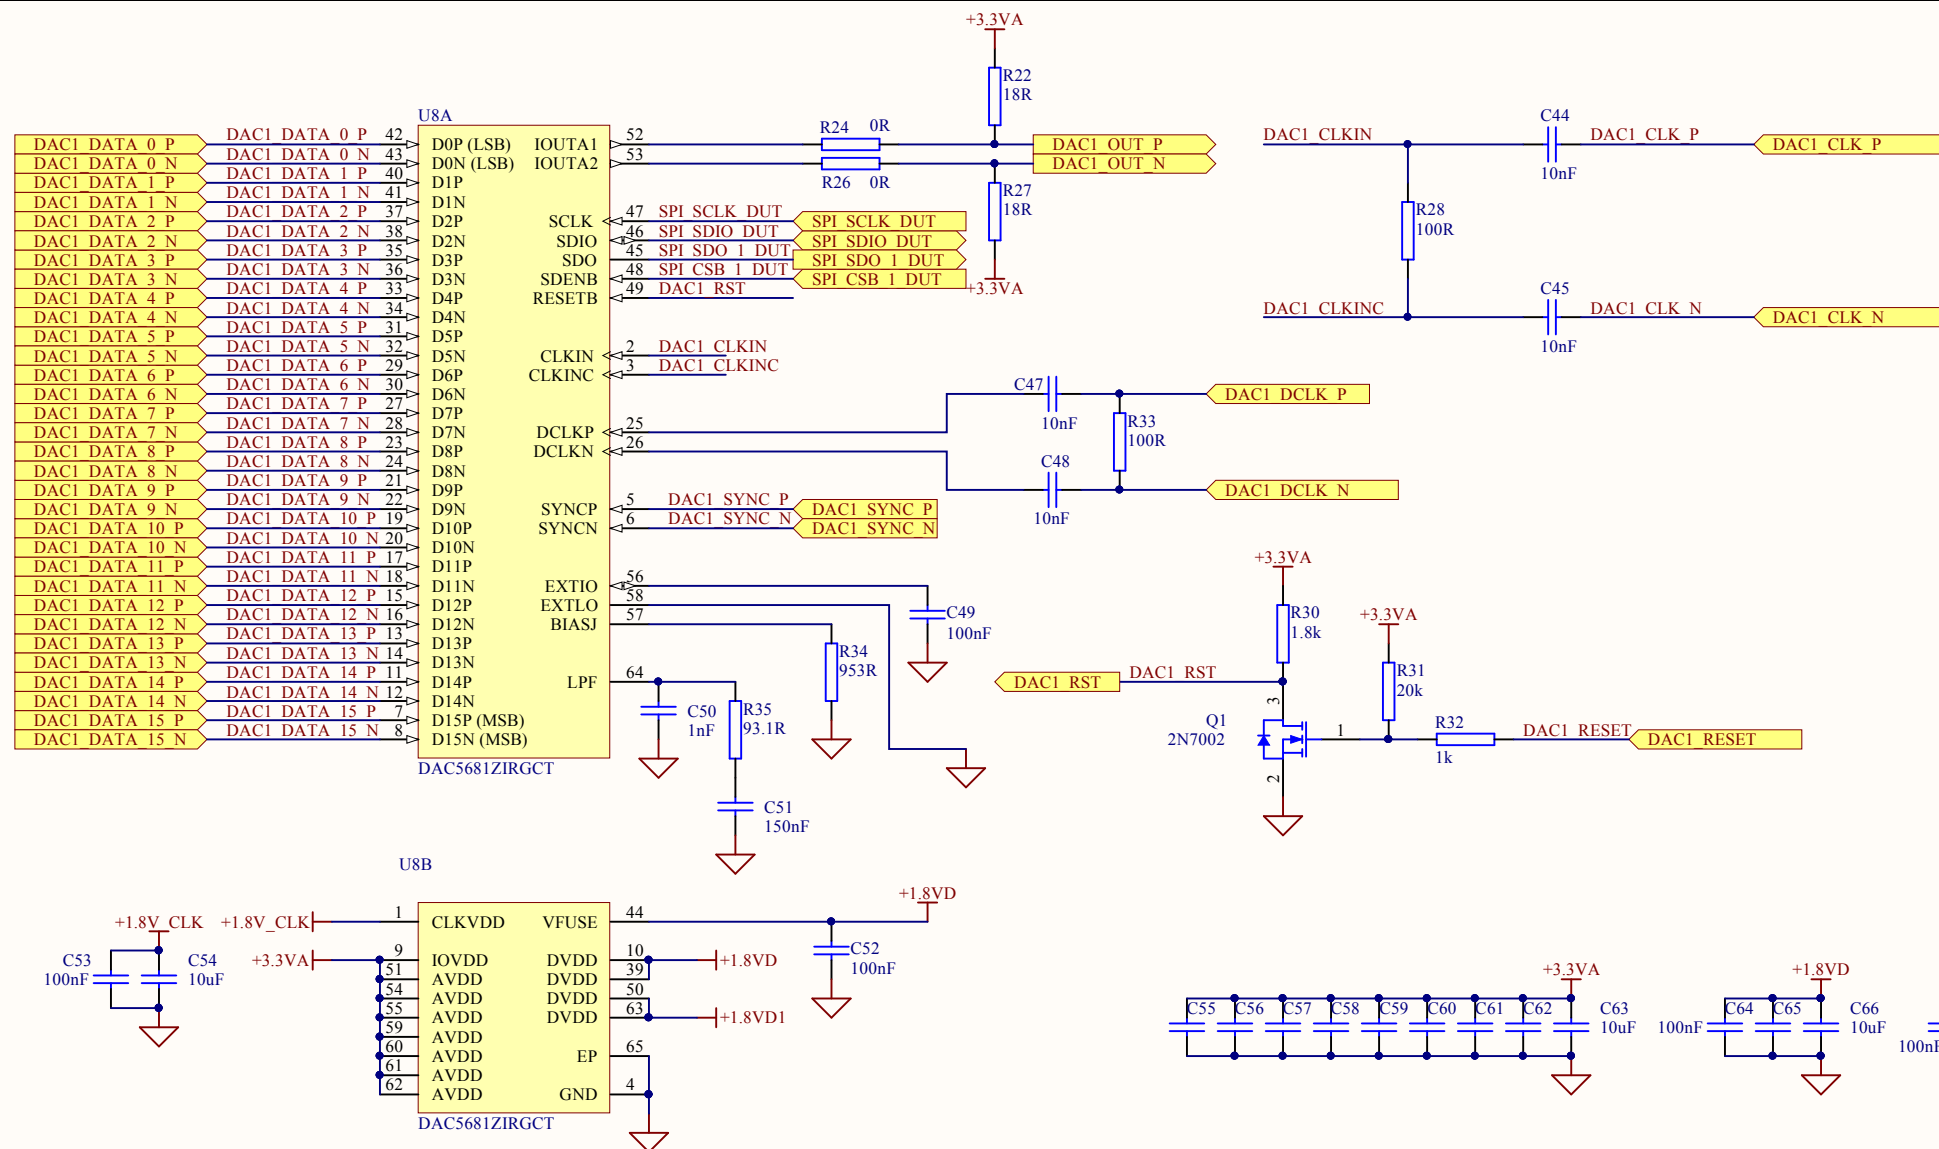 +3.3VA
R22
18R
U8A
R24 0R
R26 0R
R27
18R
+3.3VA
DAC1_DATA_0_P DAC1_DATA_0_P 42 D0P (LSB)
DAC1_DATA_0_N DAC1_DATA_0_N 43 D0N (LSB)
DAC1_DATA_1_P DAC1_DATA_1_P 40 D1P
DAC1_DATA_1_N DAC1_DATA_1_N 41 D1N
DAC1_DATA_2_P DAC1_DATA_2_P 37 D2P
DAC1_DATA_2_N DAC1_DATA_2_N 38 D2N
DAC1_DATA_3_P DAC1_DATA_3_P 35 D3P
DAC1_DATA_3_N DAC1_DATA_3_N 36 D3N
DAC1_DATA_4_P DAC1_DATA_4_P 33 D4P
DAC1_DATA_4_N DAC1_DATA_4_N 34 D4N
DAC1_DATA_5_P DAC1_DATA_5_P 31 D5P
DAC1_DATA_5_N DAC1_DATA_5_N 32 D5N
DAC1_DATA_6_P DAC1_DATA_6_P 29 D6P
DAC1_DATA_6_N DAC1_DATA_6_N 30 D6N
DAC1_DATA_7_P DAC1_DATA_7_P 27 D7P
DAC1_DATA_7_N DAC1_DATA_7_N 28 D7N
DAC1_DATA_8_P DAC1_DATA_8_P 23 D8P
DAC1_DATA_8_N DAC1_DATA_8_N 24 D8N
DAC1_DATA_9_P DAC1_DATA_9_P 21 D9P
DAC1_DATA_9_N DAC1_DATA_9_N 22 D9N
DAC1_DATA_10_P DAC1_DATA_10_P 19 D10P
DAC1_DATA_10_N DAC1_DATA_10_N 20 D10N
DAC1_DATA_11_P DAC1_DATA_11_P 17 D11P
DAC1_DATA_11_N DAC1_DATA_11_N 18 D11N
DAC1_DATA_12_P DAC1_DATA_12_P 15 D12P
DAC1_DATA_12_N DAC1_DATA_12_N 16 D12N
DAC1_DATA_13_P DAC1_DATA_13_P 13 D13P
DAC1_DATA_13_N DAC1_DATA_13_N 14 D13N
DAC1_DATA_14_P DAC1_DATA_14_P 11 D14P
DAC1_DATA_14_N DAC1_DATA_14_N 12 D14N
DAC1_DATA_15_P DAC1_DATA_15_P 7 D15P (MSB)
DAC1_DATA_15_N DAC1_DATA_15_N 8 D15N (MSB)
IOUTA1 52 DAC1_OUT_P
IOUTA2 53 DAC1_OUT_N
SCLK 47 SPI_SCLK_DUT SPI_SCLK_DUT
SDIO 46 SPI_SDIO_DUT SPI_SDIO_DUT
SDO 45 SPI_SDO_1_DUT SPI_SDO_1_DUT
SDENB 48 SPI_CSB_1_DUT SPI_CSB_1_DUT
RESETB 49 DAC1_RST
CLKIN 2 DAC1_CLKIN
CLKINC 3 DAC1_CLKINC
DCLKP 25
DCLKN 26
SYNCP 5 DAC1_SYNC_P DAC1_SYNC_P
SYNCN 6 DAC1_SYNC_N DAC1_SYNC_N
EXTIO 56
EXTLO 58
BIASJ 57
LPF 64
DAC5681ZIRGCT
C49
100nF
R34
953R
C50
1nF
R35
93.1R
C51
150nF
DAC1_CLKIN C44 DAC1_CLK_P DAC1_CLK_P
10nF
R28
100R
DAC1_CLKINC C45 DAC1_CLK_N DAC1_CLK_N
10nF
C47 DAC1_DCLK_P
10nF
R33
100R
C48 DAC1_DCLK_N
10nF
+3.3VA
R30
1.8k
+3.3VA
R31
20k
DAC1_RST DAC1_RST
3
Q1
2N7002
1
2
R32 DAC1_RESET DAC1_RESET
1k
U8B
+1.8V_CLK
C53
100nF
C54
10uF
+1.8V_CLK 1 CLKVDD
+3.3VA 9 IOVDD
51 AVDD
54 AVDD
55 AVDD
59 AVDD
60 AVDD
61 AVDD
62 AVDD
VFUSE 44 +1.8VD
C52
100nF
DVDD 10 +1.8VD
DVDD 39
DVDD 50
DVDD 63 +1.8VD1
EP 65
GND 4
DAC5681ZIRGCT
+3.3VA
C55 C56 C57 C58 C59 C60 C61 C62 C63
10uF
+1.8VD
C64 C65 C66
100nF 10uF
100nF